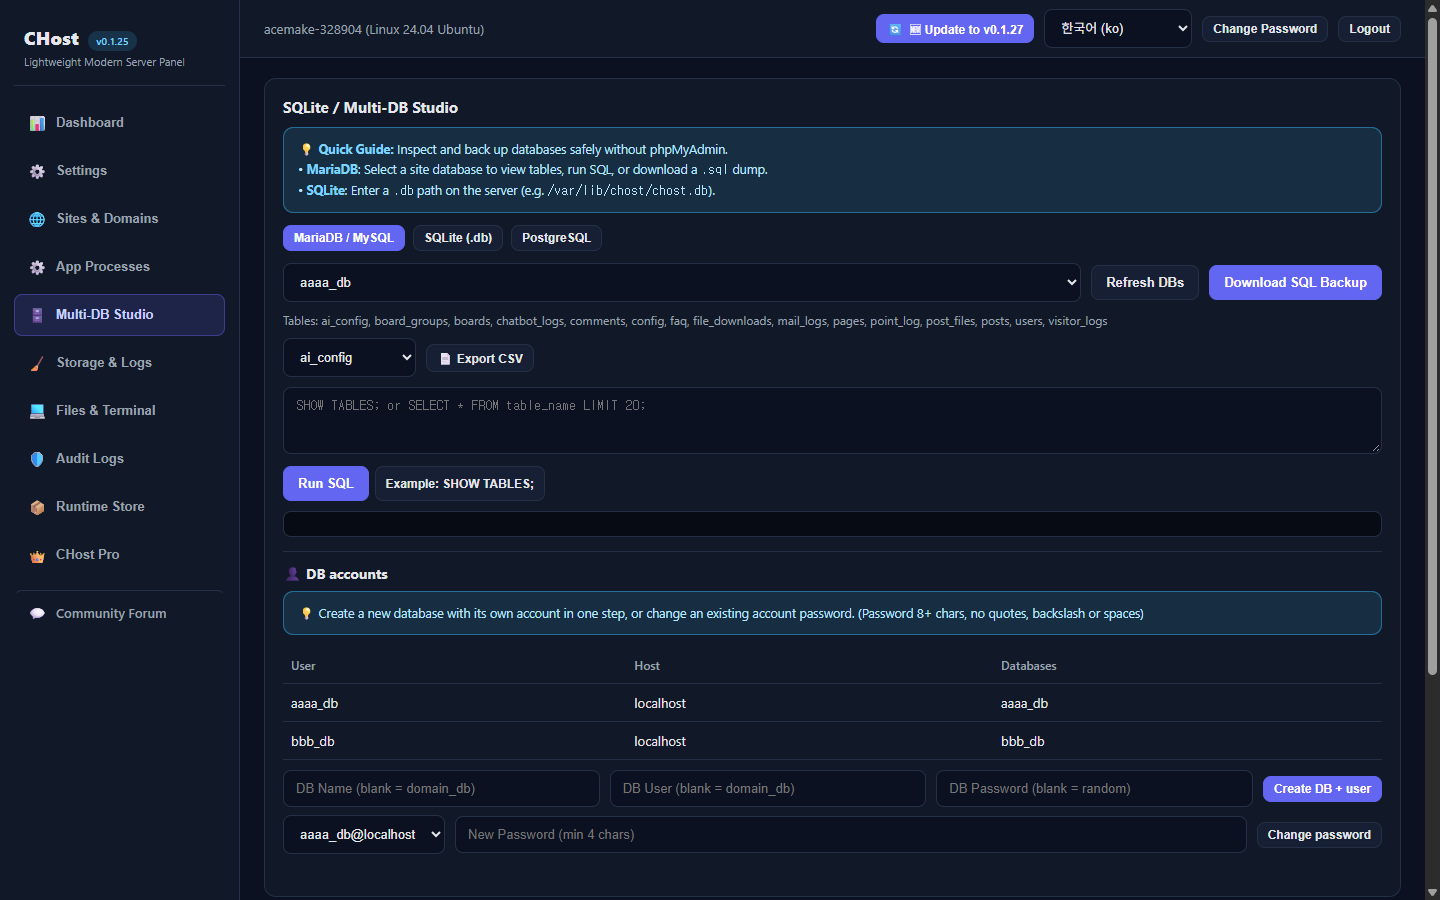 CHost v0.1.25
Lightweight Modern Server Panel
Dashboard
Settings
Sites & Domains
App Processes
Multi-DB Studio
Storage & Logs
Files & Terminal
Audit Logs
Runtime Store
CHost Pro
Community Forum
acemake-328904 (Linux 24.04 Ubuntu)
Update to v0.1.27
한국어 (ko)
Change Password
Logout
SQLite / Multi-DB Studio
Quick Guide: Inspect and back up databases safely without phpMyAdmin.
• MariaDB: Select a site database to view tables, run SQL, or download a .sql dump.
• SQLite: Enter a .db path on the server (e.g. /var/lib/chost/chost.db).
MariaDB / MySQL
SQLite (.db)
PostgreSQL
aaaa_db
Refresh DBs
Download SQL Backup
Tables: ai_config, board_groups, boards, chatbot_logs, comments, config, faq, file_downloads, mail_logs, pages, point_log, post_files, posts, users, visitor_logs
ai_config
Export CSV
SHOW TABLES; or SELECT * FROM table_name LIMIT 20;
Run SQL
Example: SHOW TABLES;
DB accounts
Create a new database with its own account in one step, or change an existing account password. (Password 8+ chars, no quotes, backslash or spaces)
User Host Databases
aaaa_db localhost aaaa_db
bbb_db localhost bbb_db
DB Name (blank = domain_db)
DB User (blank = domain_db)
DB Password (blank = random)
Create DB + user
aaaa_db@localhost
New Password (min 4 chars)
Change password